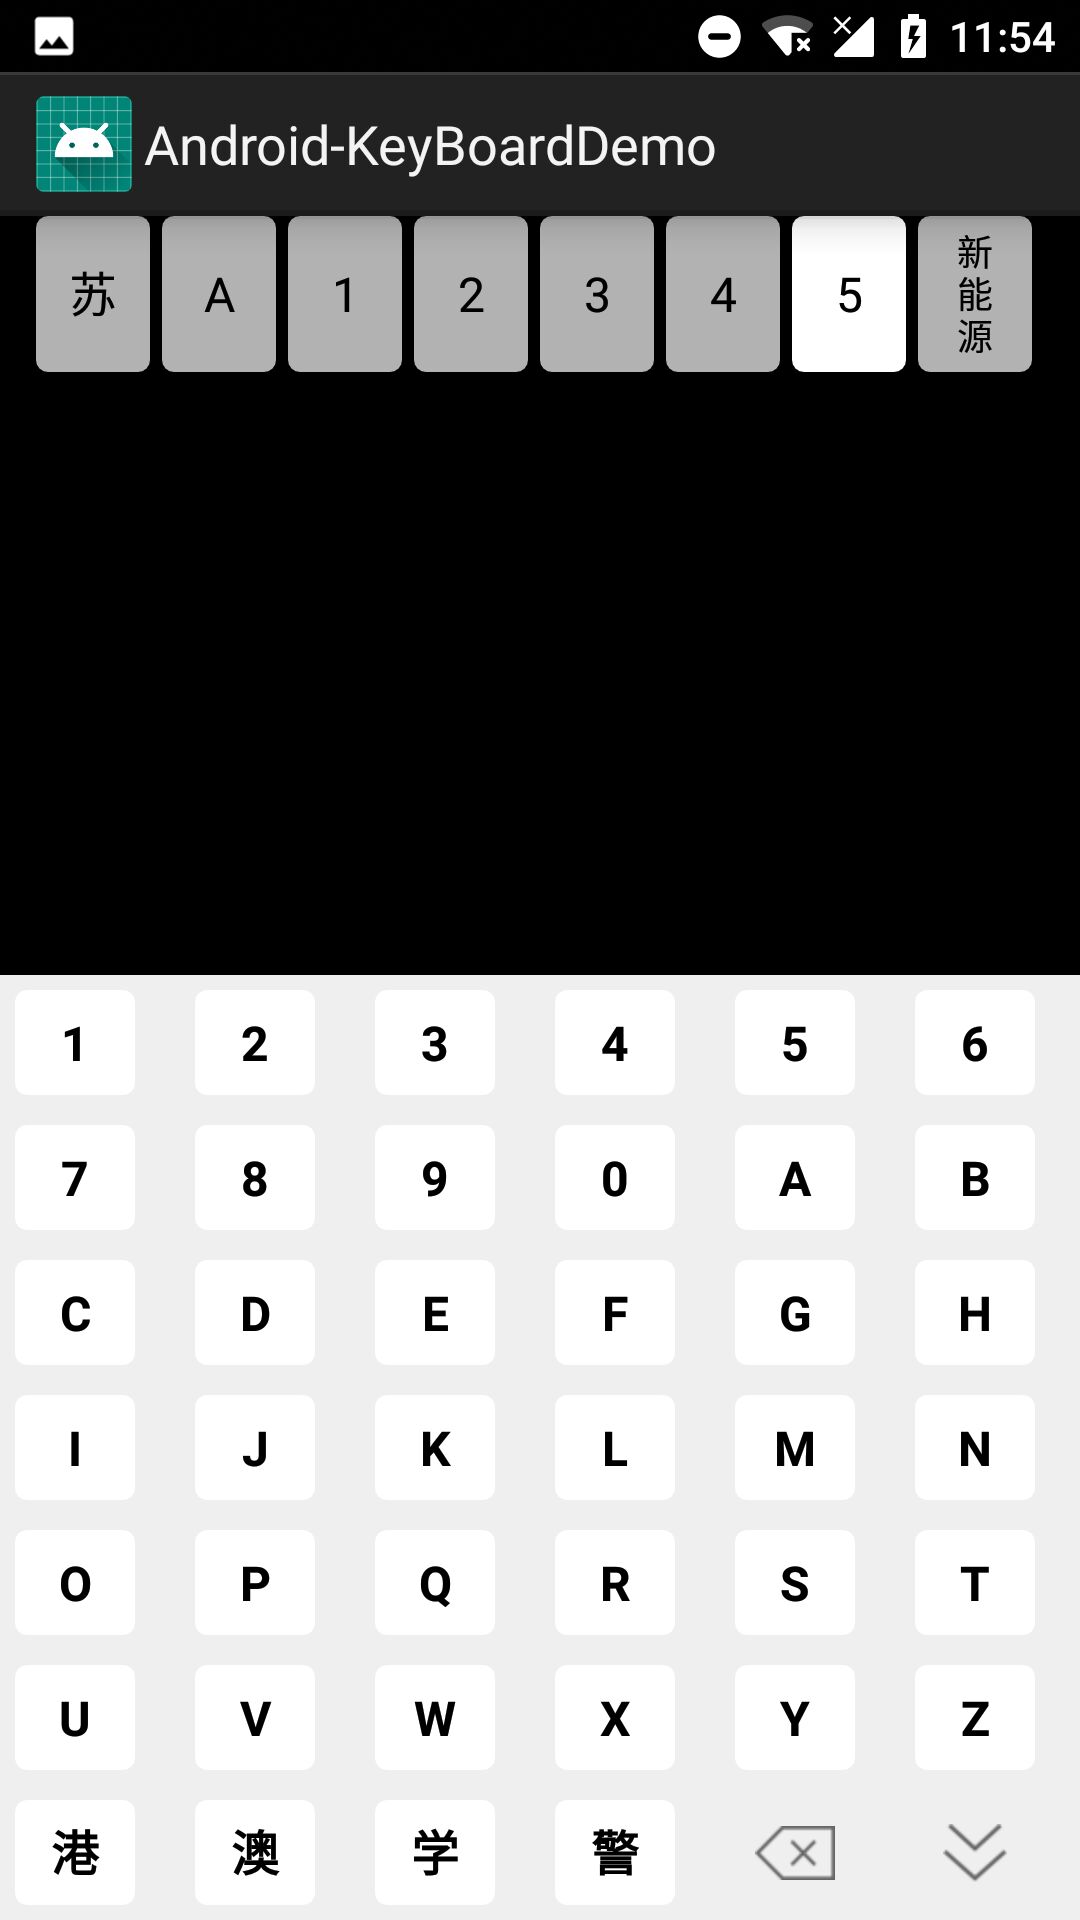 11:54
Android-KeyBoardDemo
苏 A 1 2 3 4 5 新能源
1 2 3 4 5 6
7 8 9 0 A B
C D E F G H
I J K L M N
O P Q R S T
U V W X Y Z
港 澳 学 警